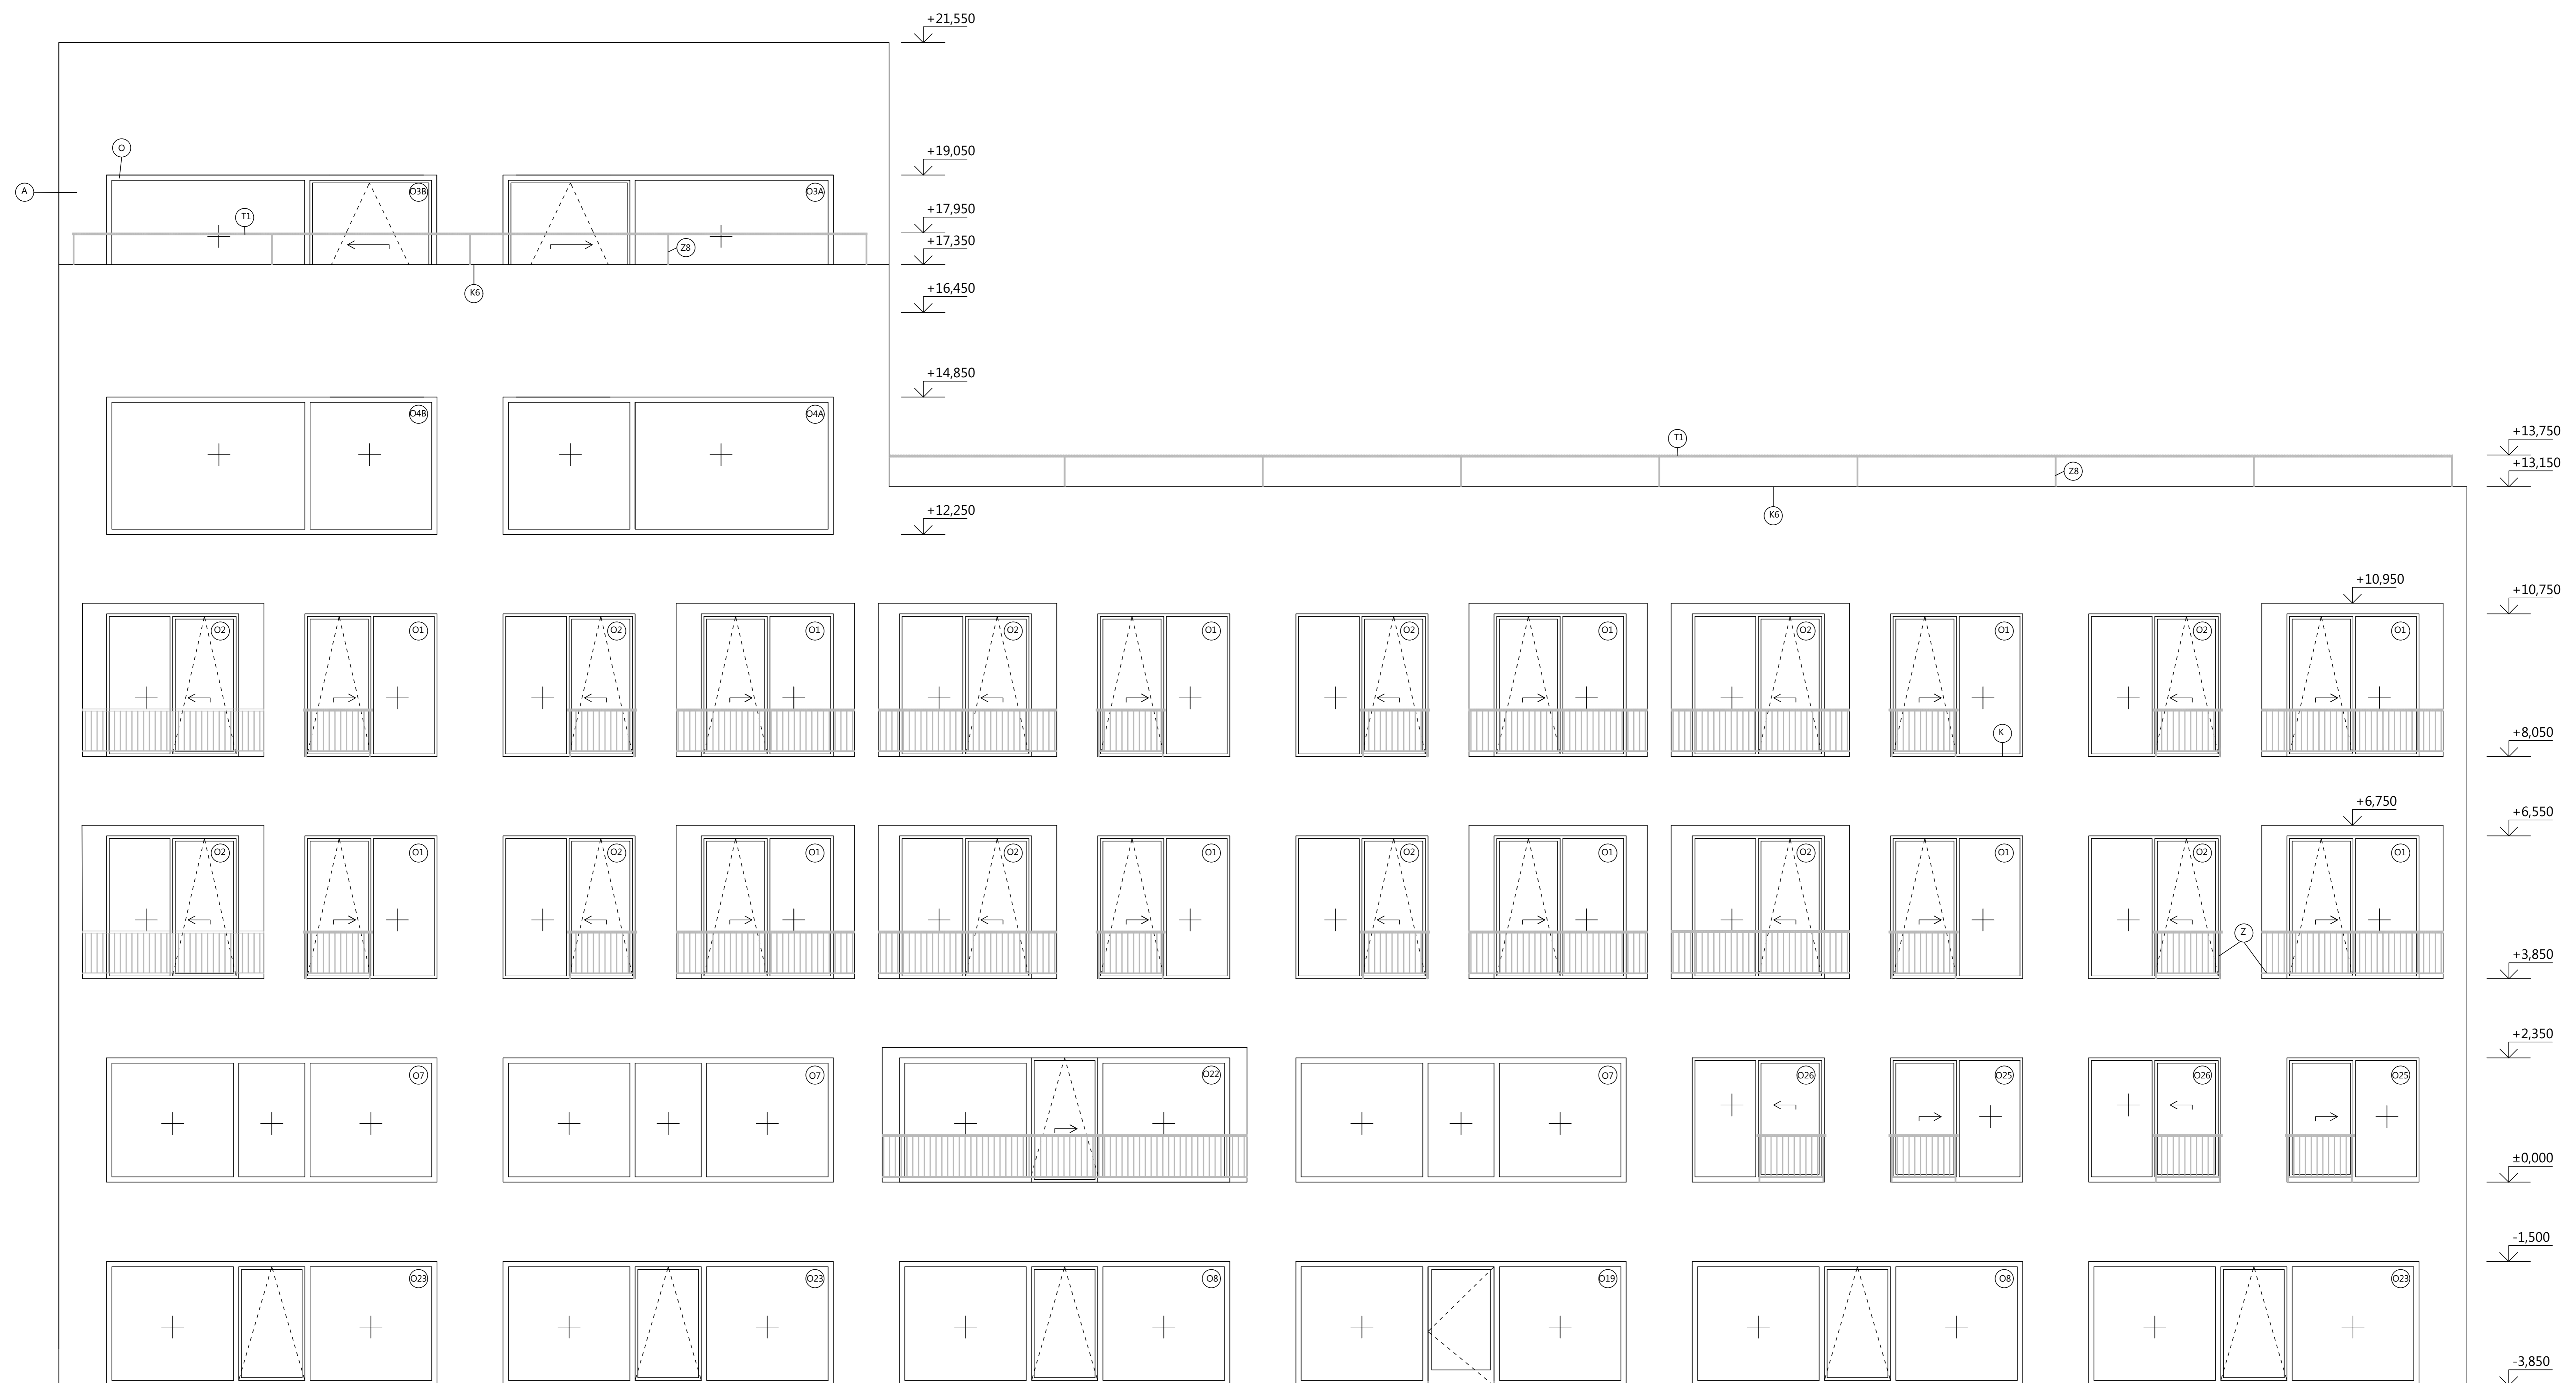 +21,550
O
+19,050
A
O3B
O3A
T1
+17,950
Z8
+17,350
K6
+16,450
+14,850
O4B
O4A
T1
+13,750
Z8
+13,150
K6
+12,250
+10,950
+10,750
O2 O1 O2 O1 O2 O1 O2 O1 O2 O1 O2 O1
K
+8,050
+6,750
+6,550
O2 O1 O2 O1 O2 O1 O2 O1 O2 O1 O2 O1
Z
+3,850
+2,350
O7 O7 O22 O7 O26 O25 O26 O25
±0,000
-1,500
O23 O23 O8 O19 O8 O23
-3,850